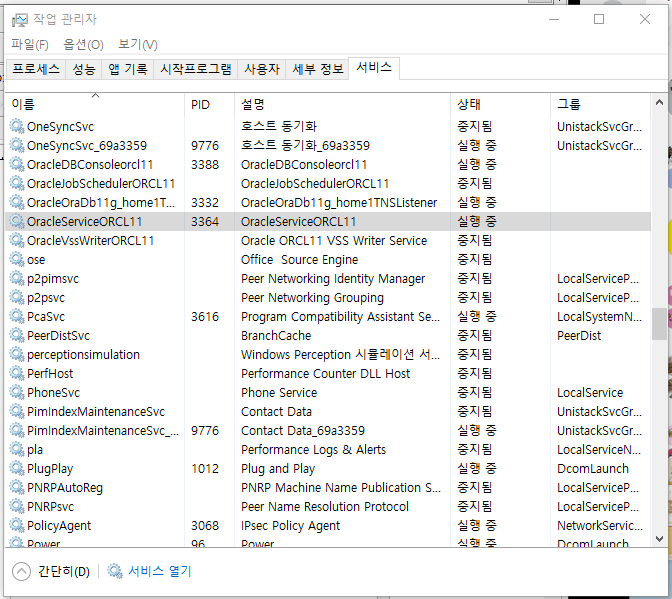 작업 관리자
파일(F) 옵션(O) 보기(V)
프로세스 성능 앱 기록 시작프로그램 사용자 세부 정보 서비스
이름 PID 설명 상태 그룹
OneSyncSvc 호스트 동기화 중지됨 UnistackSvcGr...
OneSyncSvc_69a3359 9776 호스트 동기화_69a3359 실행 중 UnistackSvcGr...
OracleDBConsoleorcl11 3388 OracleDBConsoleorcl11 실행 중
OracleJobSchedulerORCL11 OracleJobSchedulerORCL11 중지됨
OracleOraDb11g_home1T... 3332 OracleOraDb11g_home1TNSListener 실행 중
OracleServiceORCL11 3364 OracleServiceORCL11 실행 중
OracleVssWriterORCL11 Oracle ORCL11 VSS Writer Service 중지됨
ose Office  Source Engine 중지됨
p2pimsvc Peer Networking Identity Manager 중지됨 LocalServiceP...
p2psvc Peer Networking Grouping 중지됨 LocalServiceP...
PcaSvc 3616 Program Compatibility Assistant Se... 실행 중 LocalSystemN...
PeerDistSvc BranchCache 중지됨 PeerDist
perceptionsimulation Windows Perception 시뮬레이션 서... 중지됨
PerfHost Performance Counter DLL Host 중지됨
PhoneSvc Phone Service 중지됨 LocalService
PimIndexMaintenanceSvc Contact Data 중지됨 UnistackSvcGr...
PimIndexMaintenanceSvc_... 9776 Contact Data_69a3359 실행 중 UnistackSvcGr...
pla Performance Logs & Alerts 중지됨 LocalServiceN...
PlugPlay 1012 Plug and Play 실행 중 DcomLaunch
PNRPAutoReg PNRP Machine Name Publication S... 중지됨 LocalServiceP...
PNRPsvc Peer Name Resolution Protocol 중지됨 LocalServiceP...
PolicyAgent 3068 IPsec Policy Agent 실행 중 NetworkServic...
Power 96 Power 실행 중 DcomLaunch
간단히(D) 서비스 열기